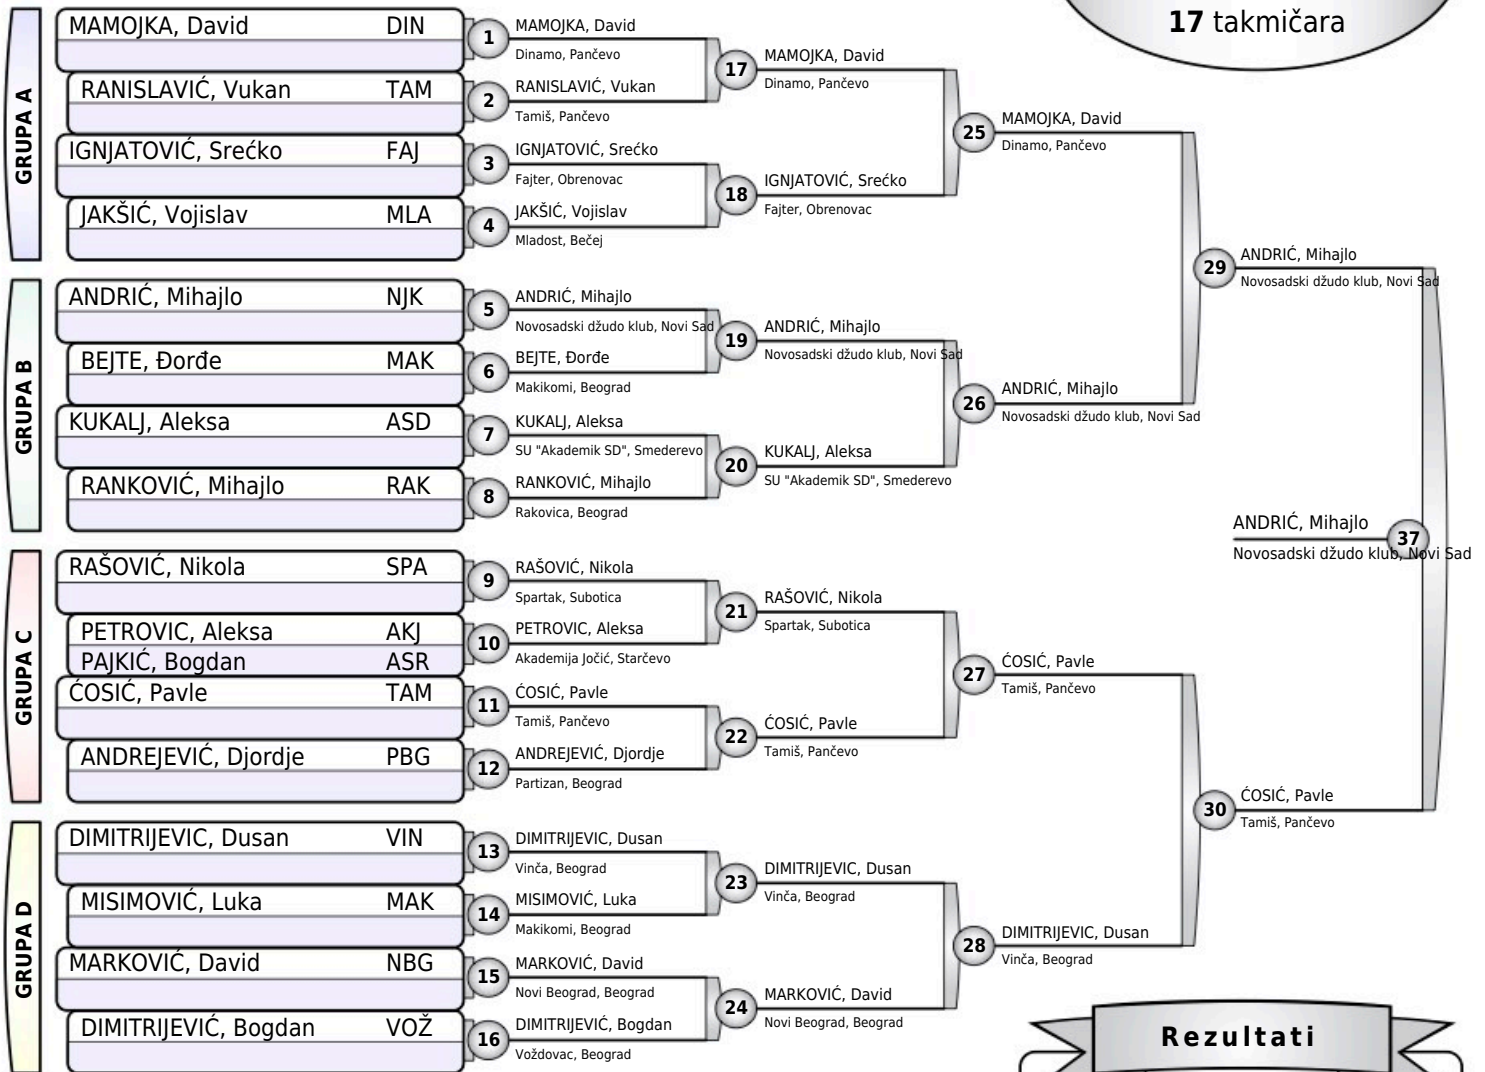 17 takmičara
GRUPA A
MAMOJKA, David DIN
RANISLAVIĆ, Vukan TAM
IGNJATOVIĆ, Srećko FAJ
JAKŠIĆ, Vojislav MLA
GRUPA B
ANDRIĆ, Mihajlo NJK
BEJTE, Đorđe MAK
KUKALJ, Aleksa ASD
RANKOVIĆ, Mihajlo RAK
GRUPA C
RAŠOVIĆ, Nikola SPA
PETROVIC, Aleksa AKJ
PAJKIĆ, Bogdan ASR
ĆOSIĆ, Pavle TAM
ANDREJEVIĆ, Djordje PBG
GRUPA D
DIMITRIJEVIC, Dusan VIN
MISIMOVIĆ, Luka MAK
MARKOVIĆ, David NBG
DIMITRIJEVIĆ, Bogdan VOŽ
1 MAMOJKA, David
Dinamo, Pančevo
2 RANISLAVIĆ, Vukan
Tamiš, Pančevo
3 IGNJATOVIĆ, Srećko
Fajter, Obrenovac
4 JAKŠIĆ, Vojislav
Mladost, Bečej
5 ANDRIĆ, Mihajlo
Novosadski džudo klub, Novi Sad
6 BEJTE, Đorđe
Makikomi, Beograd
7 KUKALJ, Aleksa
SU "Akademik SD", Smederevo
8 RANKOVIĆ, Mihajlo
Rakovica, Beograd
9 RAŠOVIĆ, Nikola
Spartak, Subotica
10 PETROVIC, Aleksa
Akademija Jočić, Starčevo
11 ĆOSIĆ, Pavle
Tamiš, Pančevo
12 ANDREJEVIĆ, Djordje
Partizan, Beograd
13 DIMITRIJEVIC, Dusan
Vinča, Beograd
14 MISIMOVIĆ, Luka
Makikomi, Beograd
15 MARKOVIĆ, David
Novi Beograd, Beograd
16 DIMITRIJEVIĆ, Bogdan
Voždovac, Beograd
17 MAMOJKA, David
Dinamo, Pančevo
18 IGNJATOVIĆ, Srećko
Fajter, Obrenovac
19 ANDRIĆ, Mihajlo
Novosadski džudo klub, Novi Sad
20 KUKALJ, Aleksa
SU "Akademik SD", Smederevo
21 RAŠOVIĆ, Nikola
Spartak, Subotica
22 ĆOSIĆ, Pavle
Tamiš, Pančevo
23 DIMITRIJEVIC, Dusan
Vinča, Beograd
24 MARKOVIĆ, David
Novi Beograd, Beograd
25 MAMOJKA, David
Dinamo, Pančevo
26 ANDRIĆ, Mihajlo
Novosadski džudo klub, Novi Sad
27 ĆOSIĆ, Pavle
Tamiš, Pančevo
28 DIMITRIJEVIC, Dusan
Vinča, Beograd
29 ANDRIĆ, Mihajlo
Novosadski džudo klub, Novi Sad
30 ĆOSIĆ, Pavle
Tamiš, Pančevo
ANDRIĆ, Mihajlo 37
Novosadski džudo klub, Novi Sad
Rezultati